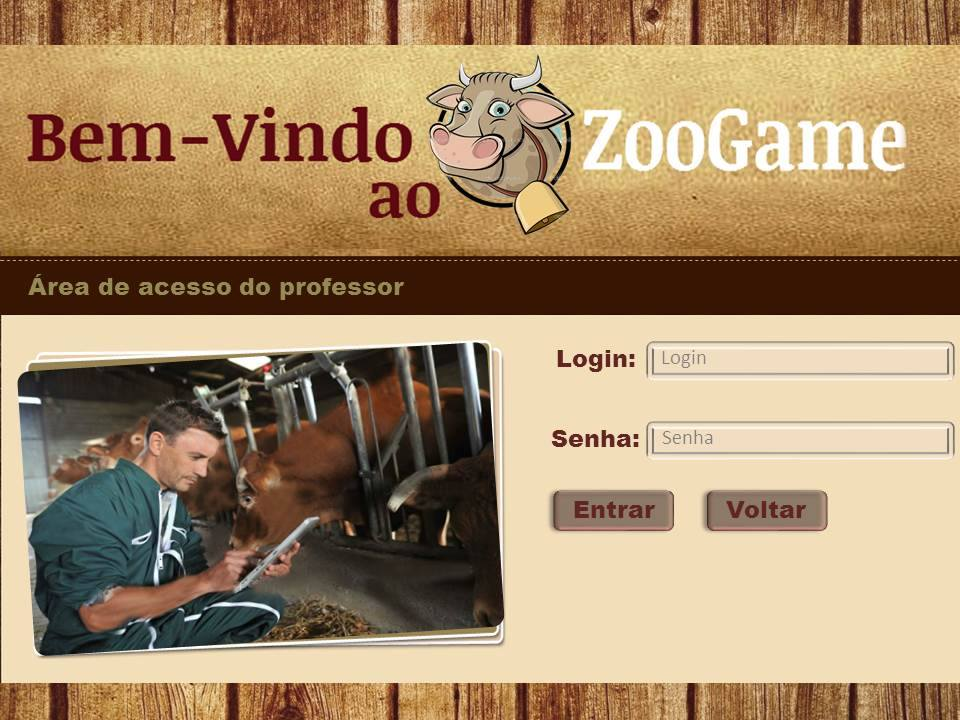 Bem-Vindo
ao
ZooGame
Área de acesso do professor
Login: Login
Senha: Senha
Entrar Voltar